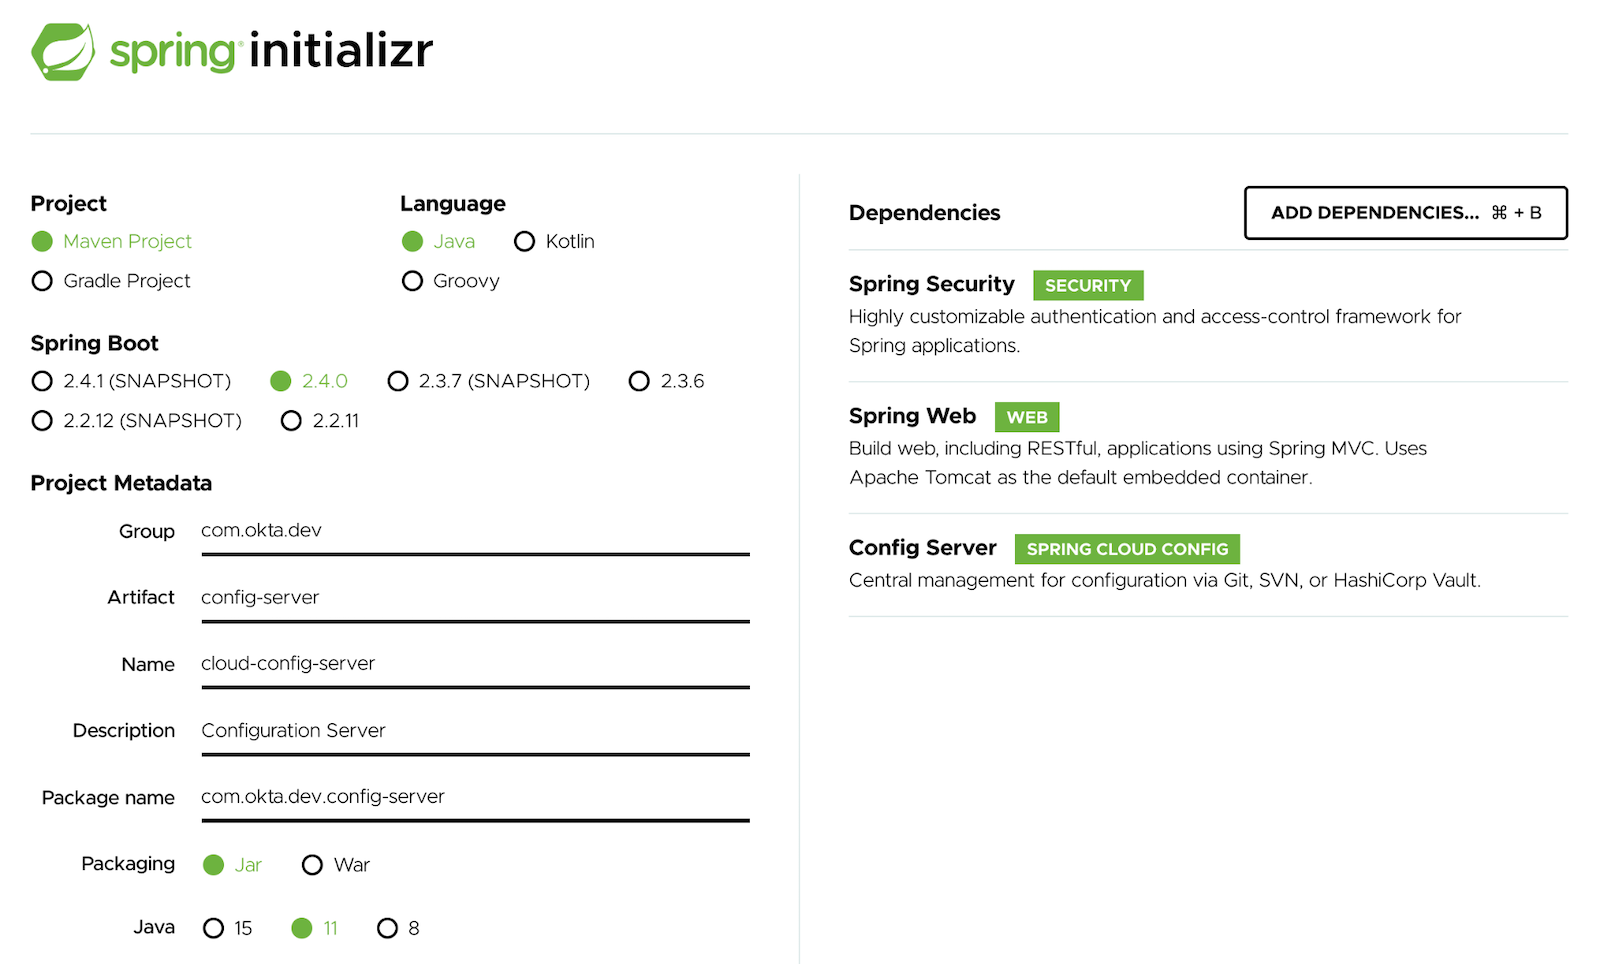 spring initializr
Project
Maven Project
Gradle Project
Language
Java Kotlin
Groovy
Spring Boot
2.4.1 (SNAPSHOT) 2.4.0 2.3.7 (SNAPSHOT) 2.3.6
2.2.12 (SNAPSHOT) 2.2.11
Project Metadata
Group com.okta.dev
Artifact config-server
Name cloud-config-server
Description Configuration Server
Package name com.okta.dev.config-server
Packaging Jar War
Java 15 11 8
Dependencies ADD DEPENDENCIES... ⌘ + B
Spring Security SECURITY
Highly customizable authentication and access-control framework for
Spring applications.
Spring Web WEB
Build web, including RESTful, applications using Spring MVC. Uses
Apache Tomcat as the default embedded container.
Config Server SPRING CLOUD CONFIG
Central management for configuration via Git, SVN, or HashiCorp Vault.